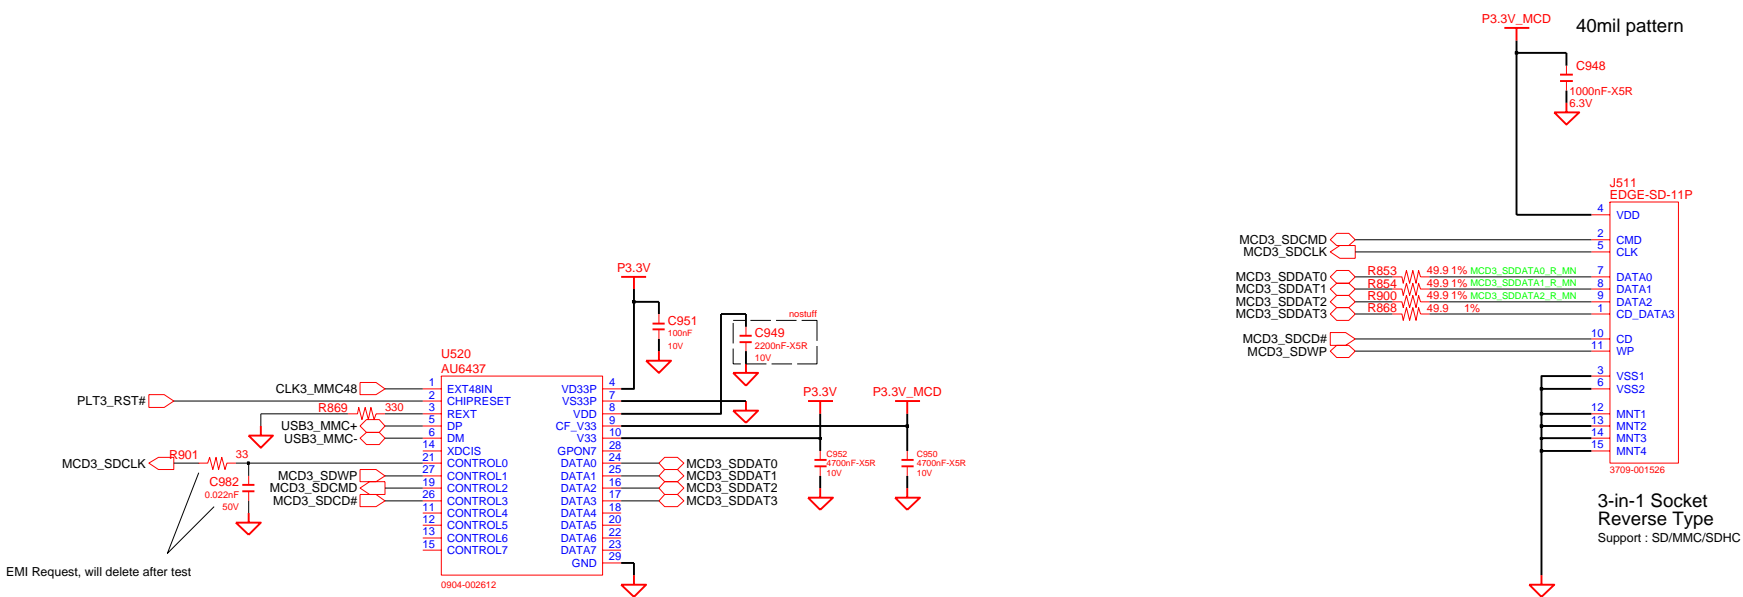 P3.3V_MCD
40mil pattern
C948
1000nF-X5R
6.3V
J511
EDGE-SD-11P
4 VDD
MCD3_SDCMD 2 CMD
MCD3_SDCLK 5 CLK
MCD3_SDDAT0 R853 49.9 1% MCD3_SDDATA0_R_MN 7 DATA0
MCD3_SDDAT1 R854 49.9 1% MCD3_SDDATA1_R_MN 8 DATA1
MCD3_SDDAT2 R900 49.9 1% MCD3_SDDATA2_R_MN 9 DATA2
MCD3_SDDAT3 R868 49.9 1% 1 CD_DATA3
MCD3_SDCD# 10 CD
MCD3_SDWP 11 WP
3 VSS1
6 VSS2
12 MNT1
13 MNT2
14 MNT3
15 MNT4
3709-001526
3-in-1 Socket
Reverse Type
Support : SD/MMC/SDHC
P3.3V
C951
100nF
10V
nostuff
C949
2200nF-X5R
10V
U520
AU6437
CLK3_MMC48 1 EXT48IN
PLT3_RST# 2 CHIPRESET
R869 330 3 REXT
USB3_MMC+ 5 DP
USB3_MMC- 6 DM
14 XDCIS
MCD3_SDCLK R901 33 21 CONTROL0
MCD3_SDWP 27 CONTROL1
MCD3_SDCMD 19 CONTROL2
MCD3_SDCD# 26 CONTROL3
11 CONTROL4
12 CONTROL5
13 CONTROL6
15 CONTROL7
C982
0.022nF
50V
EMI Request, will delete after test
VD33P 4
VS33P 7
VDD 8
CF_V33 9
V33 10
GPON7 28
DATA0 24 MCD3_SDDAT0
DATA1 25 MCD3_SDDAT1
DATA2 16 MCD3_SDDAT2
DATA3 17 MCD3_SDDAT3
DATA4 18
DATA5 20
DATA6 22
DATA7 23
GND 29
0904-002612
P3.3V
P3.3V_MCD
C952
4700nF-X5R
10V
C950
4700nF-X5R
10V